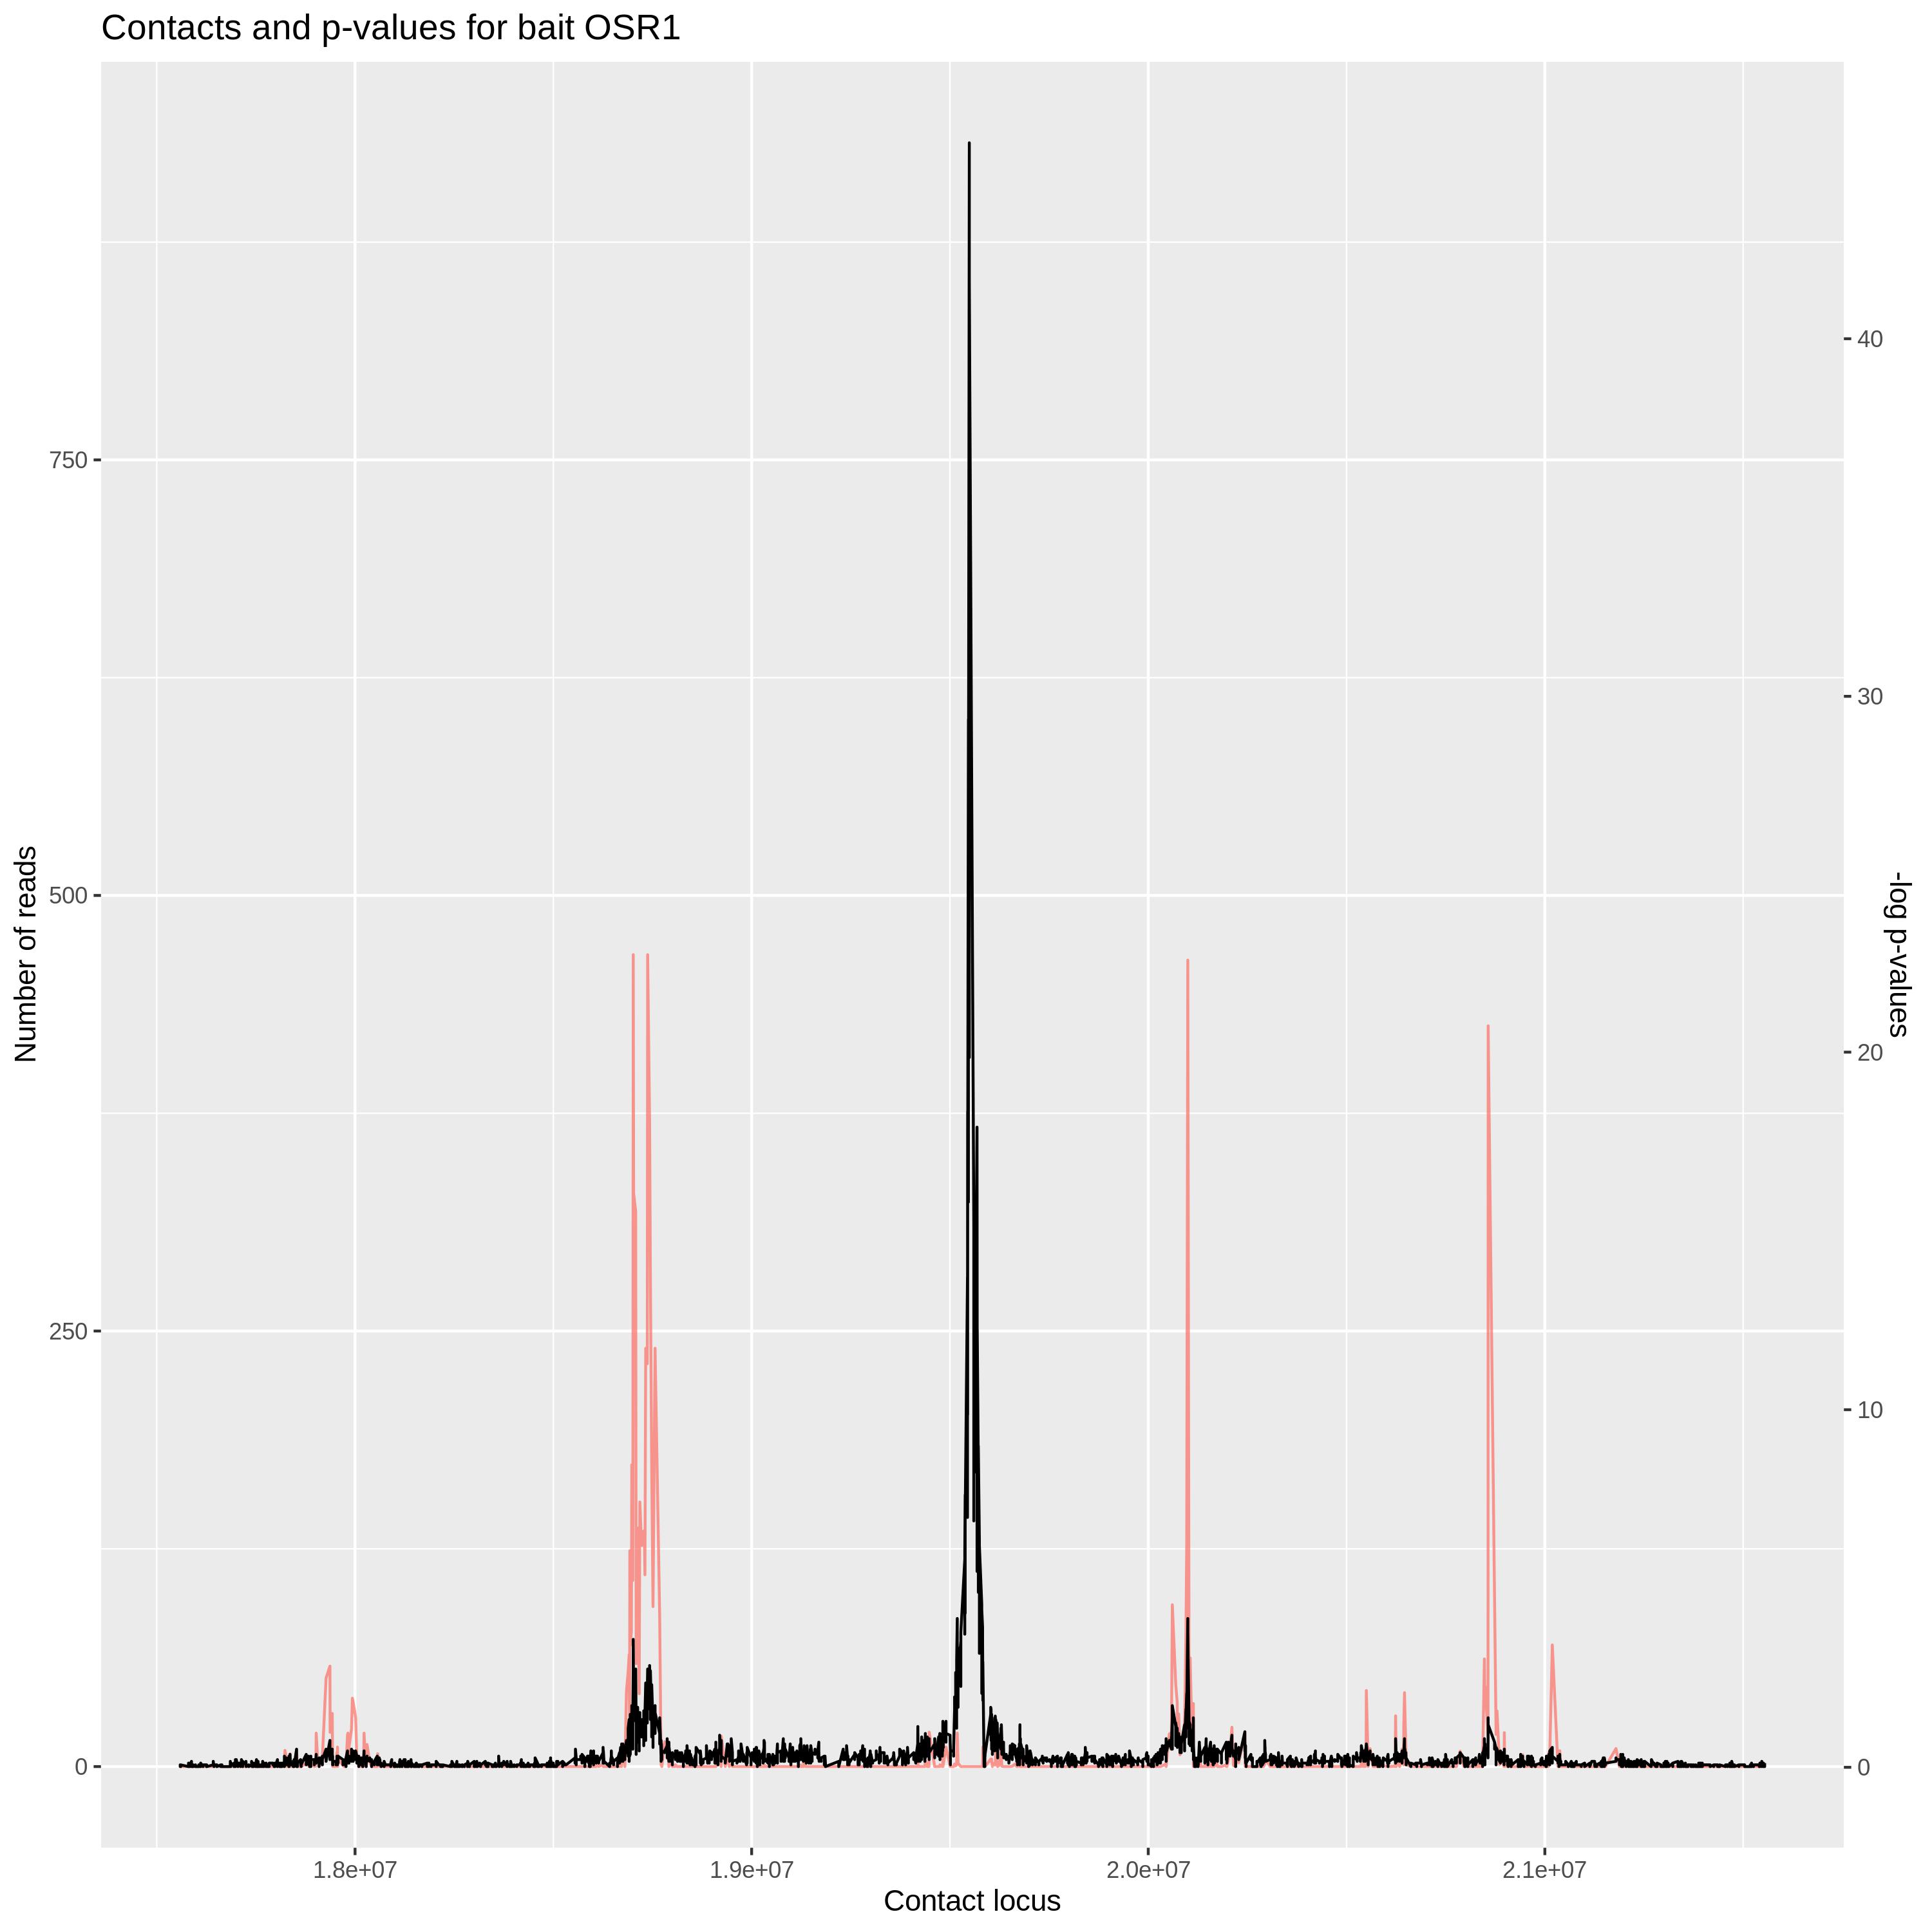 Contacts and p-values for bait OSR1
Number of reads
750
500
250
0
40
30
20
10
0
-log p-values
1.8e+07
1.9e+07
2.0e+07
2.1e+07
Contact locus